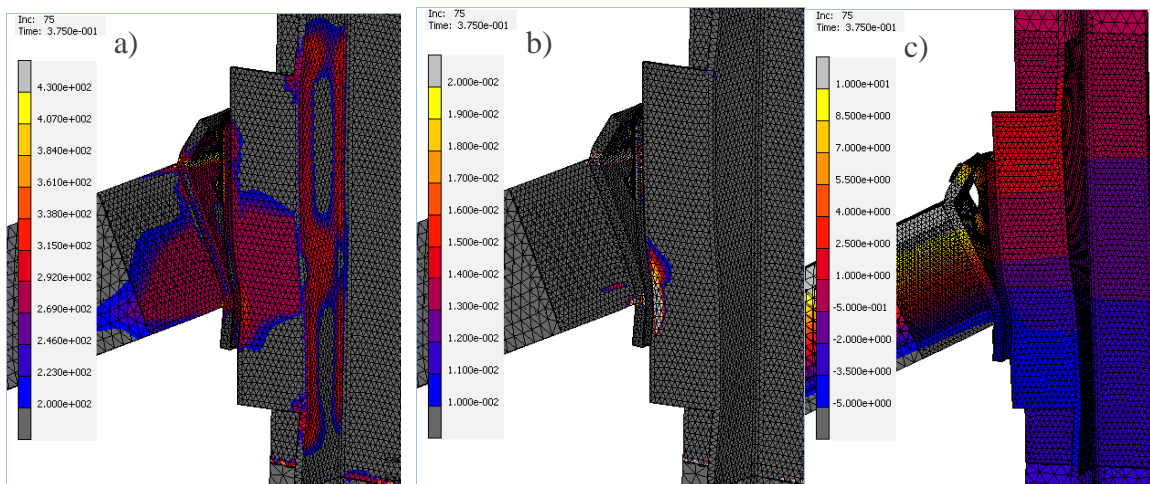 Inc: 75
Time: 3.750e-001
a)
4.300e+002
4.070e+002
3.840e+002
3.610e+002
3.380e+002
3.150e+002
2.920e+002
2.690e+002
2.460e+002
2.230e+002
2.000e+002
Inc: 75
Time: 3.750e-001
b)
2.000e-002
1.900e-002
1.800e-002
1.700e-002
1.600e-002
1.500e-002
1.400e-002
1.300e-002
1.200e-002
1.100e-002
1.000e-002
Inc: 75
Time: 3.750e-001
c)
1.000e+001
8.500e+000
7.000e+000
5.500e+000
4.000e+000
2.500e+000
1.000e+000
-5.000e-001
-2.000e+000
-3.500e+000
-5.000e+000